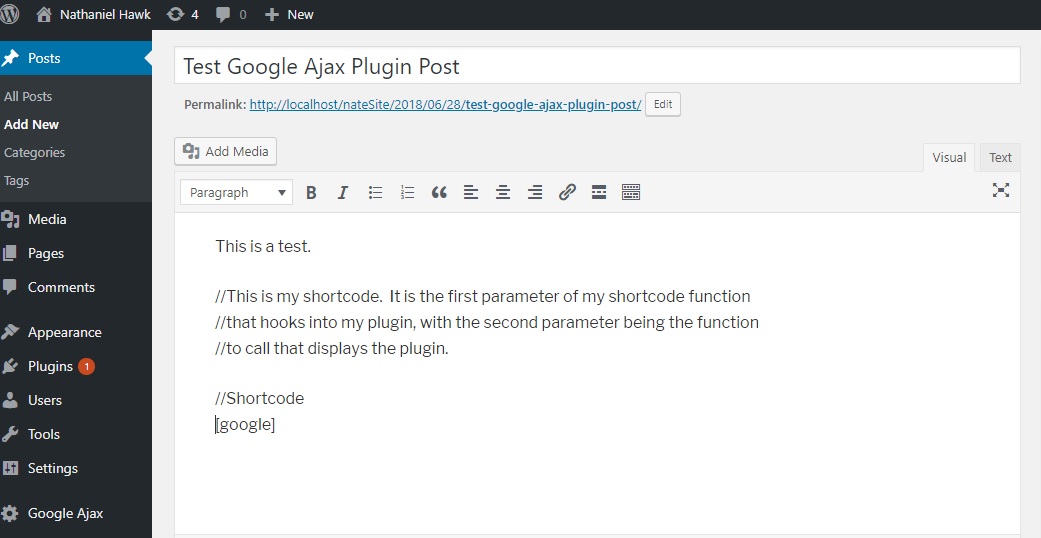 Nathaniel Hawk 4 0 New
Posts
All Posts
Add New
Categories
Tags
Media
Pages
Comments
Appearance
Plugins 1
Users
Tools
Settings
Google Ajax
Test Google Ajax Plugin Post
Permalink: http://localhost/nateSite/2018/06/28/test-google-ajax-plugin-post/ Edit
Add Media
Visual Text
Paragraph B I
This is a test.
//This is my shortcode.  It is the first parameter of my shortcode function
//that hooks into my plugin, with the second parameter being the function
//to call that displays the plugin.
//Shortcode
[google]